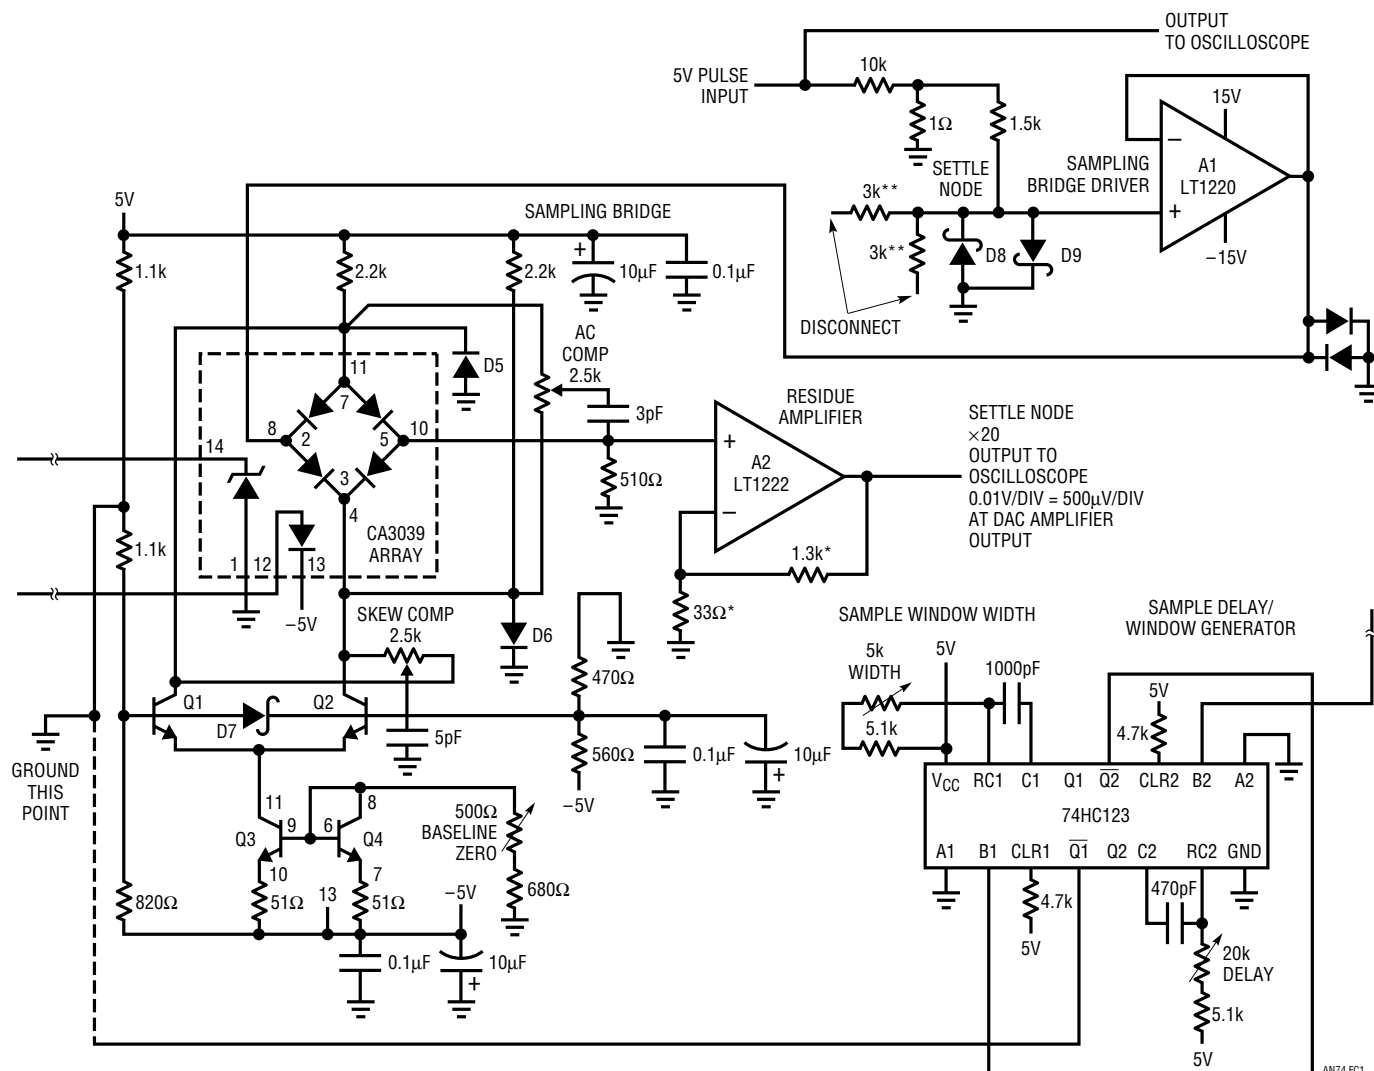 OUTPUT
TO OSCILLOSCOPE
5V PULSE
INPUT
10k
1Ω
1.5k
15V
A1
LT1220
–15V
SAMPLING
BRIDGE DRIVER
SETTLE
NODE
3k**
3k**
D8
D9
DISCONNECT
5V
SAMPLING BRIDGE
1.1k
2.2k
2.2k
+
10µF
0.1µF
AC
COMP
2.5k
D5
11
7
8
2
5
10
3
4
14
3pF
510Ω
RESIDUE
AMPLIFIER
+
A2
LT1222
–
SETTLE NODE
×20
OUTPUT TO
OSCILLOSCOPE
0.01V/DIV = 500µV/DIV
AT DAC AMPLIFIER
OUTPUT
1.1k
CA3039
ARRAY
1
12
13
–5V
1.3k*
33Ω*
SKEW COMP
2.5k
D6
470Ω
SAMPLE WINDOW WIDTH
SAMPLE DELAY/
WINDOW GENERATOR
5k
WIDTH
5V
1000pF
5.1k
5V
4.7k
Q1
D7
Q2
5pF
560Ω
–5V
0.1µF
10µF
+
GROUND
THIS
POINT
VCC
RC1
C1
Q1
Q2
CLR2
B2
A2
74HC123
A1
B1
CLR1
Q1
Q2
C2
RC2
GND
11
8
Q3
9
6
Q4
10
7
500Ω
BASELINE
ZERO
680Ω
820Ω
51Ω
13
51Ω
–5V
0.1µF
10µF
+
4.7k
5V
470pF
20k
DELAY
5.1k
5V
AN74 FC1